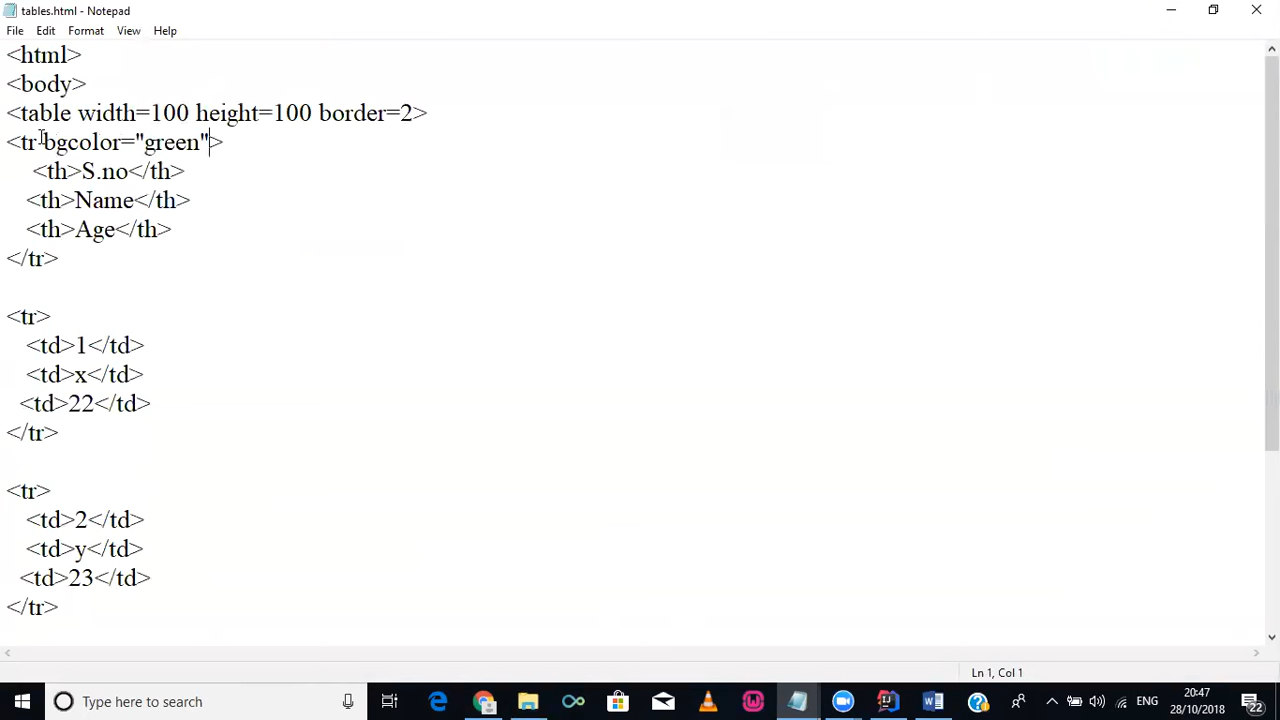 tables.html - Notepad
File Edit Format View Help
<html>
<body>
<table width=100 height=100 border=2>
<tr bgcolor="green">
<th>S.no</th>
<th>Name</th>
<th>Age</th>
</tr>
<tr>
<td>1</td>
<td>x</td>
<td>22</td>
</tr>
<tr>
<td>2</td>
<td>y</td>
<td>23</td>
</tr>
Ln 1, Col 1
Type here to search
ENG
20:47
28/10/2018
22